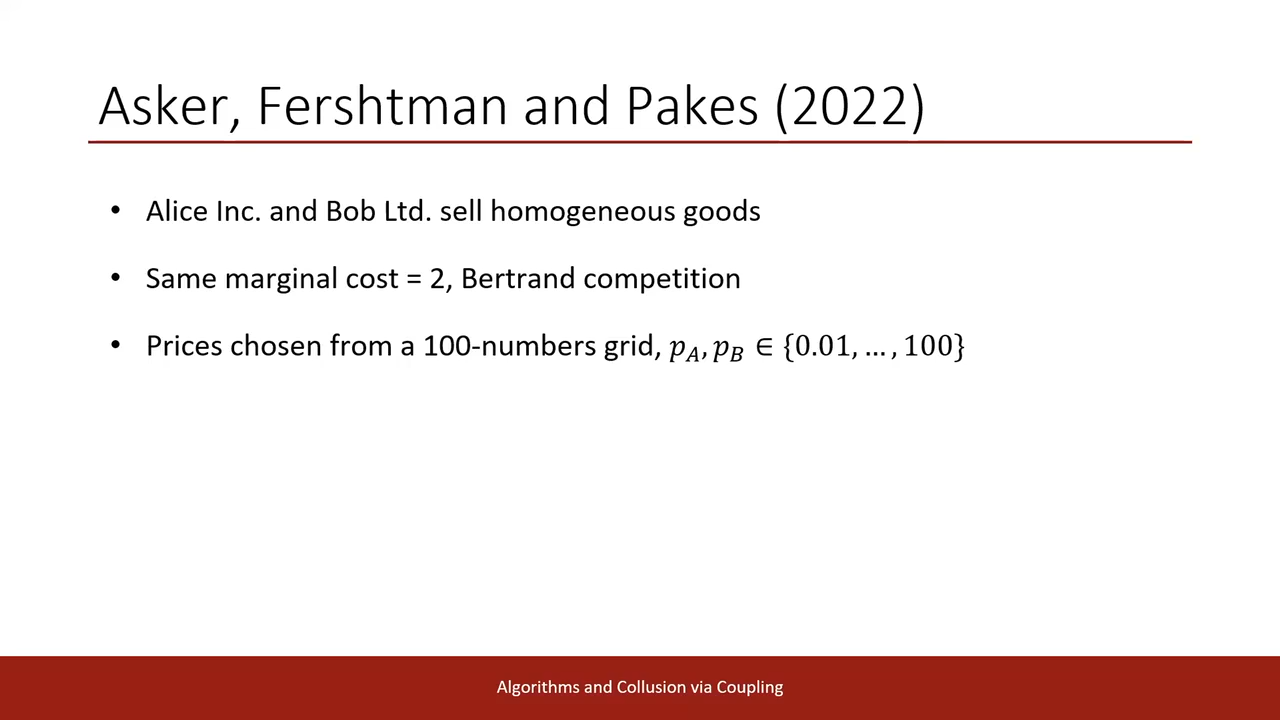 Asker, Fershtman and Pakes (2022)
• Alice Inc. and Bob Ltd. sell homogeneous goods
• Same marginal cost = 2, Bertrand competition
• Prices chosen from a 100-numbers grid, 𝑝_𝐴, 𝑝_𝐵 ∈ {0.01, … , 100}
Algorithms and Collusion via Coupling